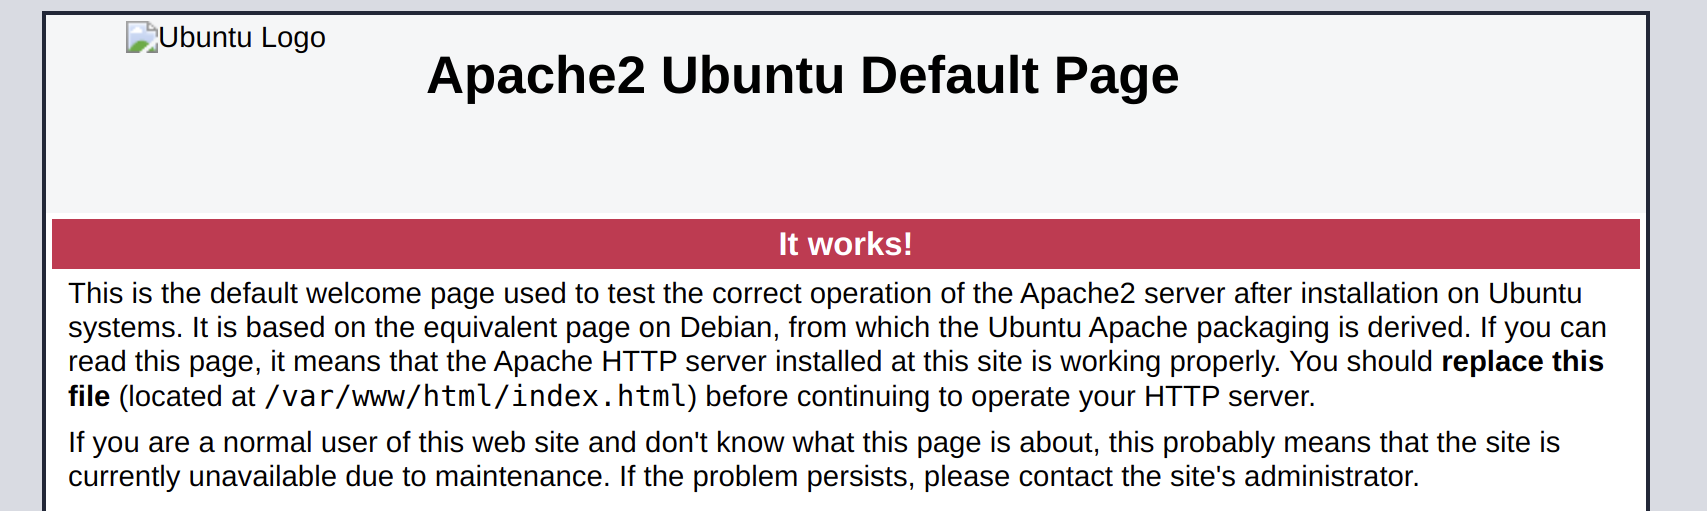 Ubuntu Logo
Apache2 Ubuntu Default Page
It works!
This is the default welcome page used to test the correct operation of the Apache2 server after installation on Ubuntu
systems. It is based on the equivalent page on Debian, from which the Ubuntu Apache packaging is derived. If you can
read this page, it means that the Apache HTTP server installed at this site is working properly. You should replace this
file (located at /var/www/html/index.html) before continuing to operate your HTTP server.
If you are a normal user of this web site and don't know what this page is about, this probably means that the site is
currently unavailable due to maintenance. If the problem persists, please contact the site's administrator.